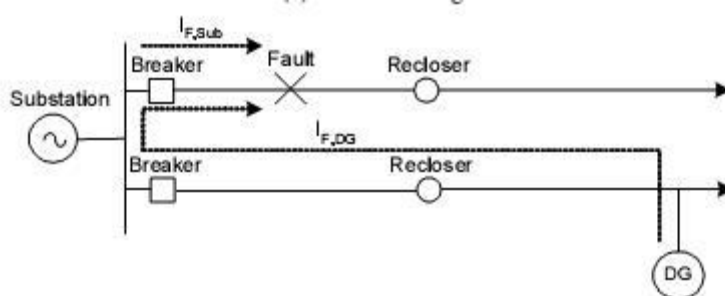 I_F,Sub
Breaker
Fault
Recloser
Substation
I_F,DG
Breaker
Recloser
DG